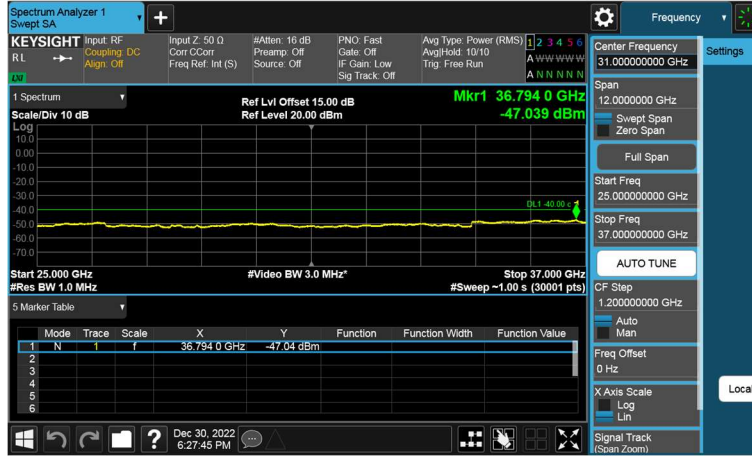 Spectrum Analyzer 1
Swept SA
+
Frequency
KEYSIGHT
RL
LXI
Input: RF
Coupling: DC
Align: Off
Input Z: 50 Ω
Corr CCorr
Freq Ref: Int (S)
#Atten: 16 dB
Preamp: Off
Source: Off
PNO: Fast
Gate: Off
IF Gain: Low
Sig Track: Off
Avg Type: Power (RMS)
Avg|Hold: 10/10
Trig: Free Run
1 2 3 4 5 6
A W W W W W
A N N N N N
1 Spectrum
Scale/Div 10 dB
Ref Lvl Offset 15.00 dB
Ref Level 20.00 dBm
Mkr1 36.794 0 GHz
-47.039 dBm
Log
10.0
0.00
-10.0
-20.0
-30.0
-40.0
-50.0
-60.0
-70.0
DL1 -40.00 c
1
Start 25.000 GHz
#Res BW 1.0 MHz
#Video BW 3.0 MHz*
Stop 37.000 GHz
#Sweep ~1.00 s (30001 pts)
5 Marker Table
Mode Trace Scale X Y Function Function Width Function Value
1 N 1 f 36.794 0 GHz -47.04 dBm
2
3
4
5
6
Center Frequency
31.000000000 GHz
Settings
Span
12.0000000 GHz
Swept Span
Zero Span
Full Span
Start Freq
25.000000000 GHz
Stop Freq
37.000000000 GHz
AUTO TUNE
CF Step
1.200000000 GHz
Auto
Man
Freq Offset
0 Hz
X Axis Scale
Log
Lin
Local
Signal Track
(Span Zoom)
?
Dec 30, 2022
6:27:45 PM